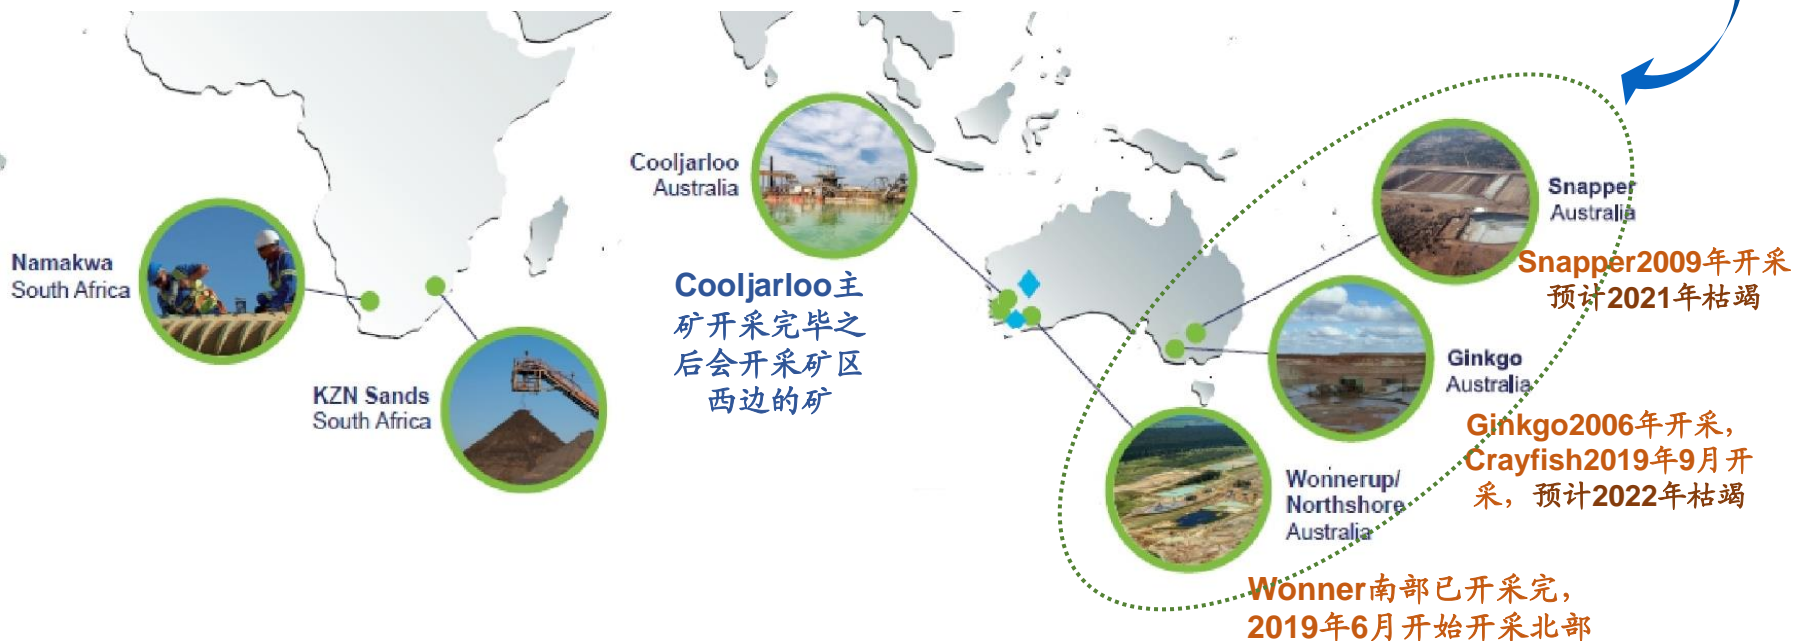 Namakwa
South Africa
KZN Sands
South Africa
Cooljarloo
Australia
Cooljarloo主
矿开采完毕之
后会开采矿区
西边的矿
Snapper
Australia
Snapper2009年开采
预计2021年枯竭
Ginkgo
Australia
Ginkgo2006年开采，
Crayfish2019年9月开
采，预计2022年枯竭
Wonnerup/
Northshore
Australia
Wonner南部已开采完，
2019年6月开始开采北部